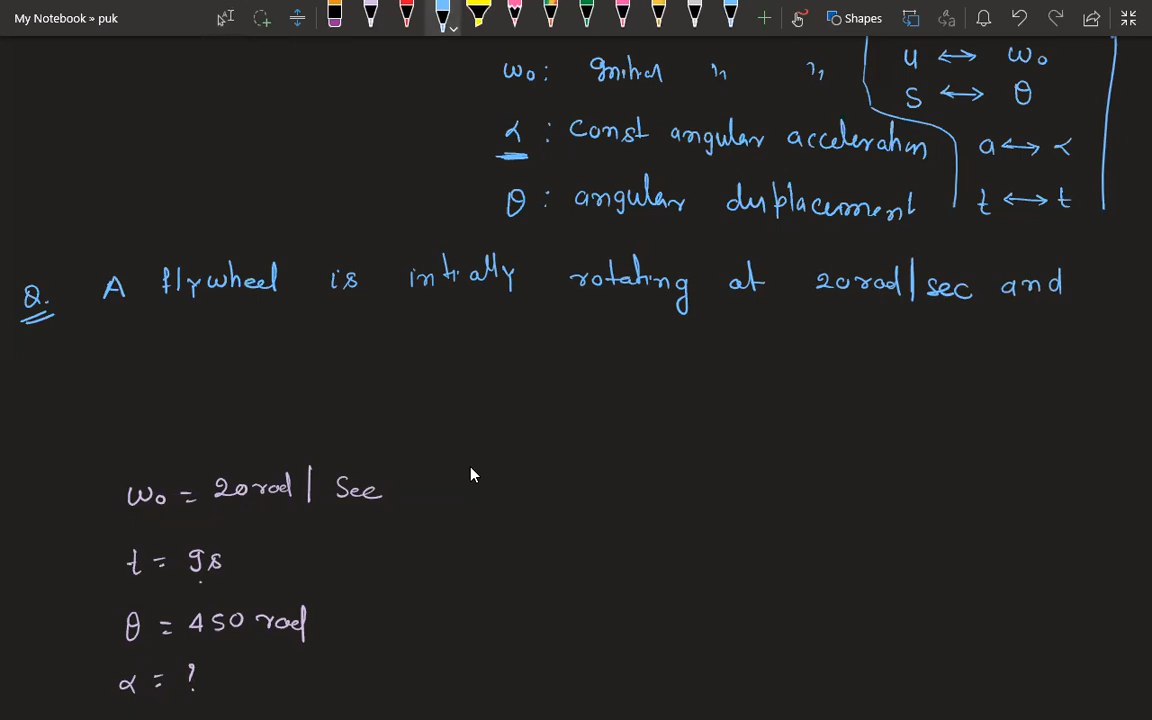 My Notebook » puk
Shapes
ω₀ : Initial " "
u ↔ ω₀
s ↔ θ
α : Const angular acceleration
a ↔ α
θ : angular displacement
t ↔ t
Q. A flywheel is intially rotating at 20rad/sec and
ω₀ = 20rad/sec
t = 9s
θ = 450 rad
α = ?